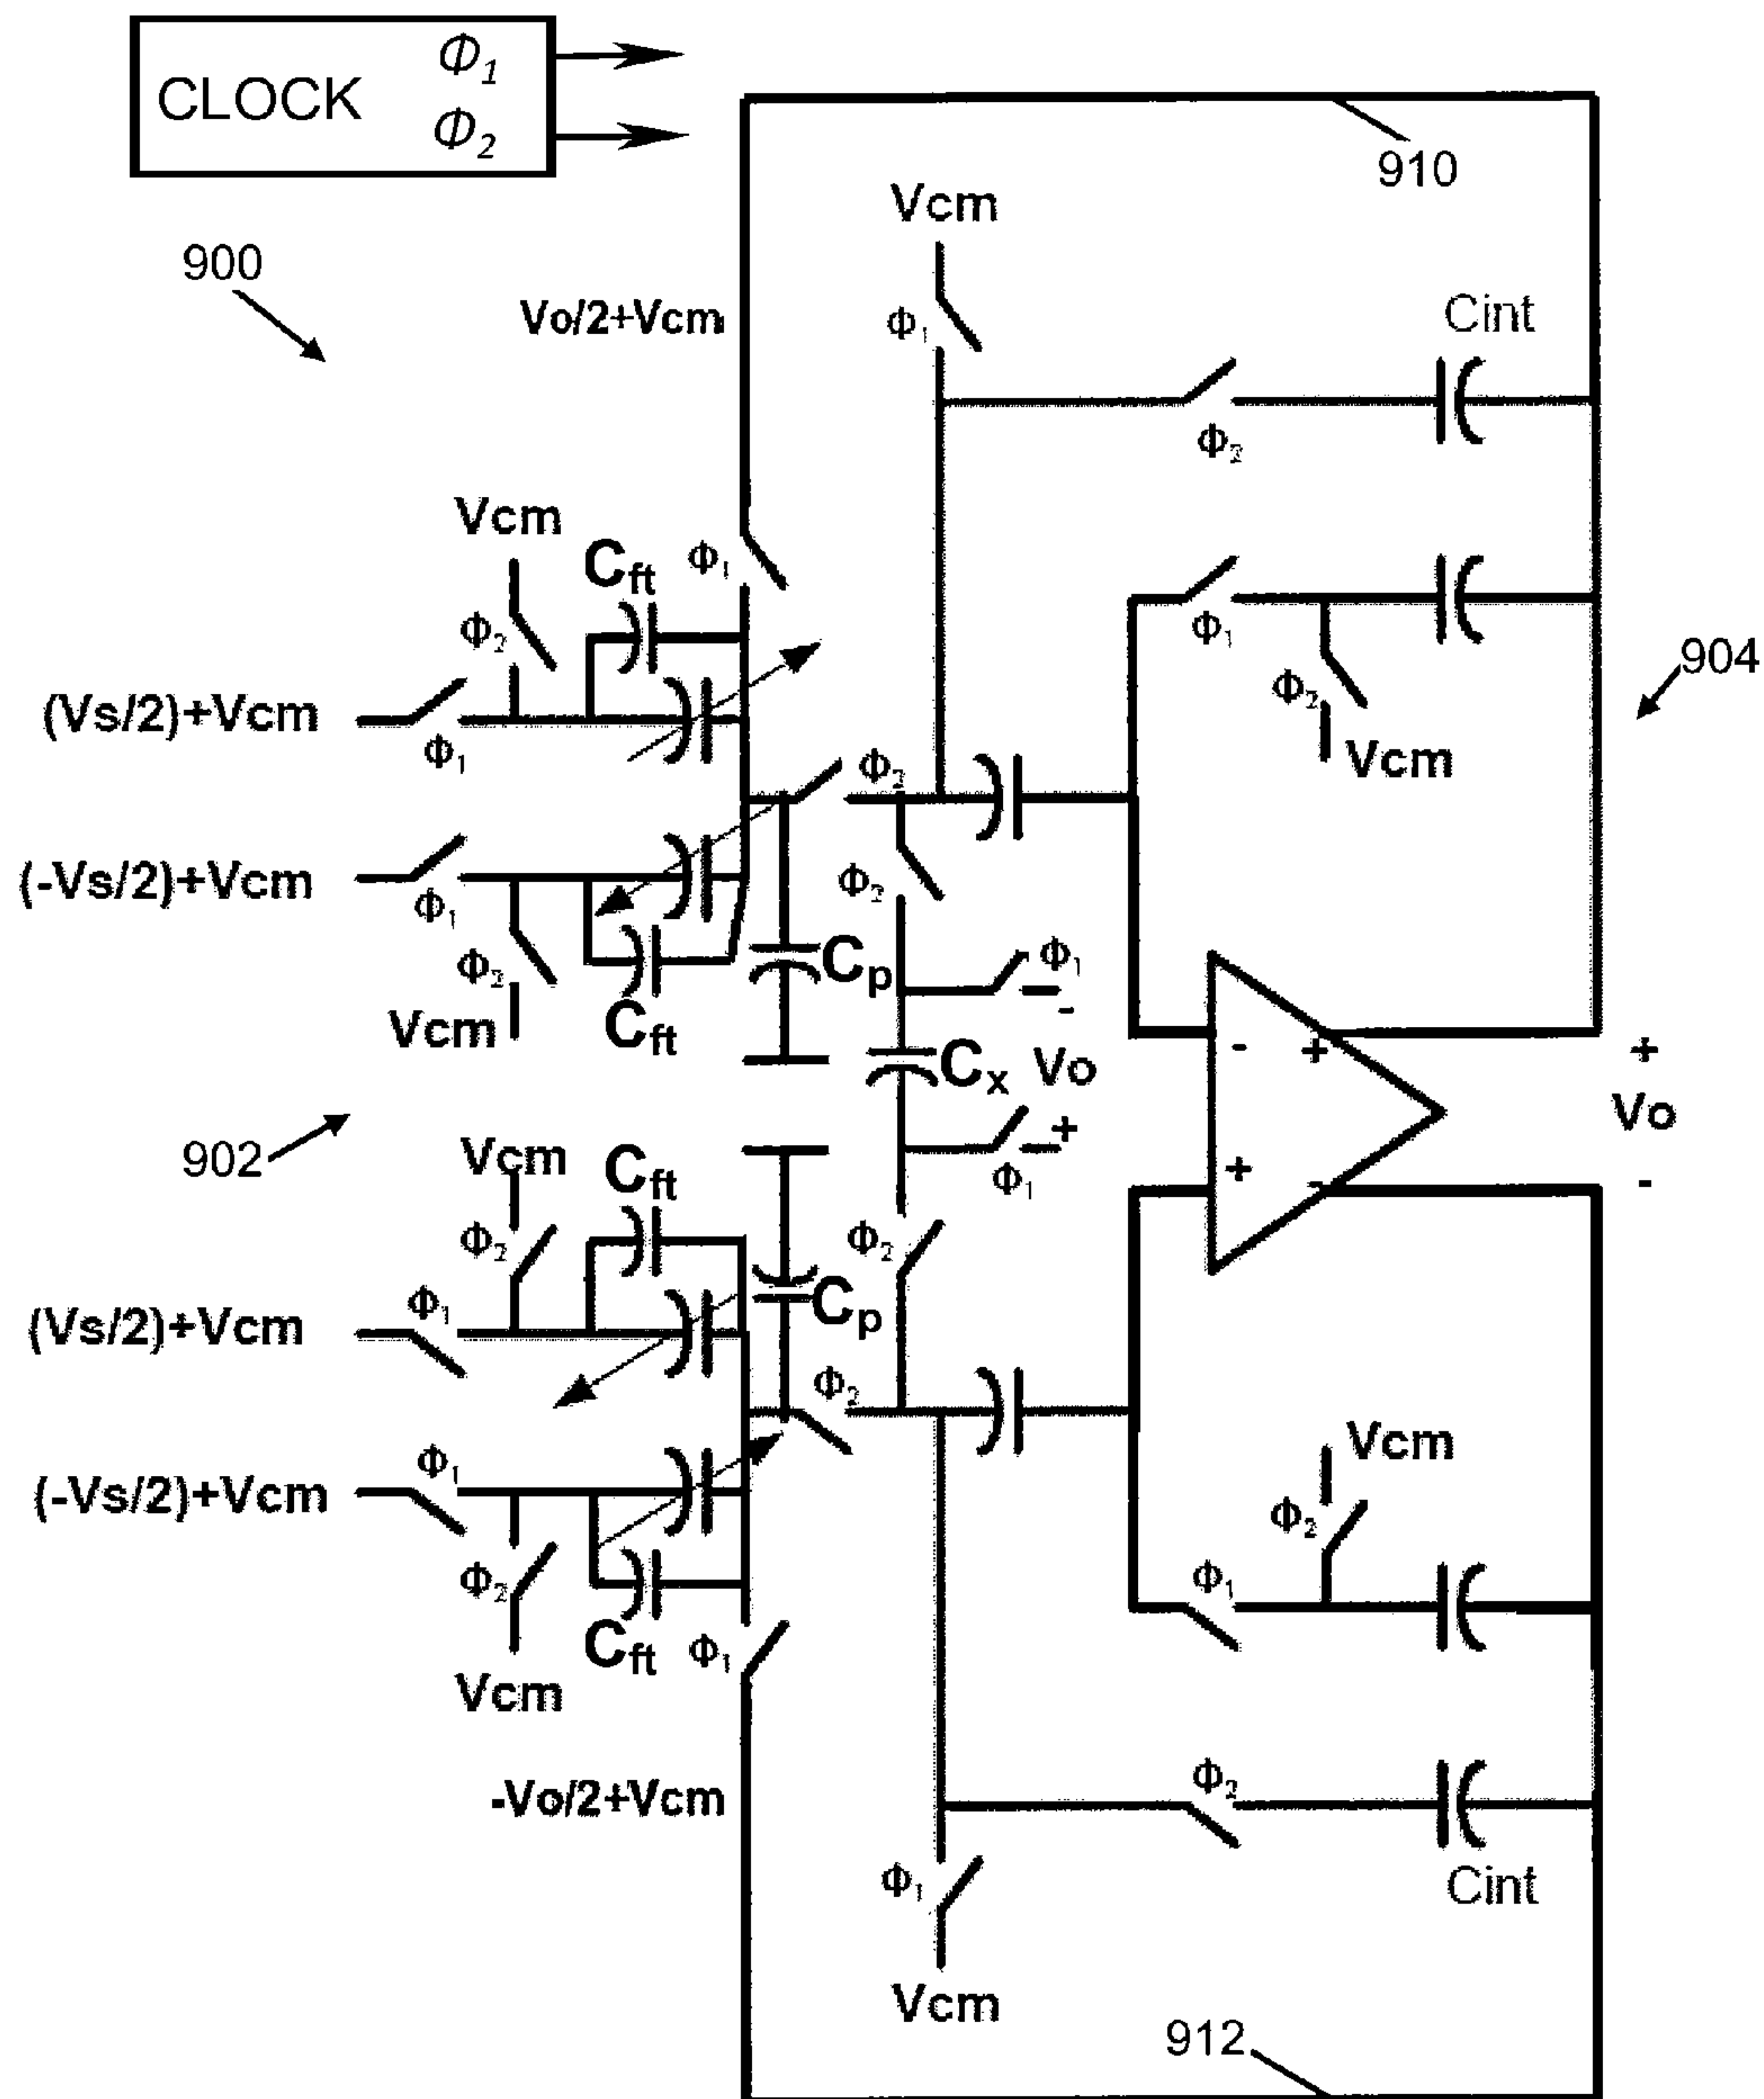 CLOCK Φ1
Φ2
910
900
Vcm
Φ1
Cint
Vo/2+Vcm
Φ2
Vcm
Cft
Φ1
Φ2
Φ1
904
(Vs/2)+Vcm
Φ1
Φ2
Vcm
Φ2
(-Vs/2)+Vcm
Φ1
Φ2
Φ2
Cp
Φ1
-
Vcm
Cft
Cx
Vo
- +
+
Vo
-
902
Vcm
Cft
+
Φ1
+ -
Φ2
Φ2
(Vs/2)+Vcm
Φ1
Cp
Φ2
Vcm
(-Vs/2)+Vcm
Φ1
Φ2
Φ2
Φ1
Cft
Φ1
Vcm
-Vo/2+Vcm
Φ2
Φ1
Cint
Vcm
912